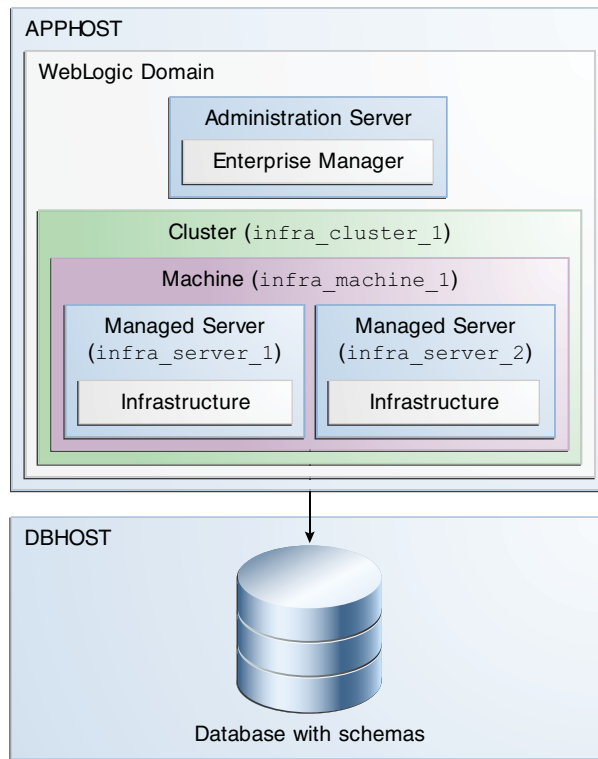 APPHOST
WebLogic Domain
Administration Server
Enterprise Manager
Cluster (infra_cluster_1)
Machine (infra_machine_1)
Managed Server
(infra_server_1)
Infrastructure
Managed Server
(infra_server_2)
Infrastructure
DBHOST
Database with schemas